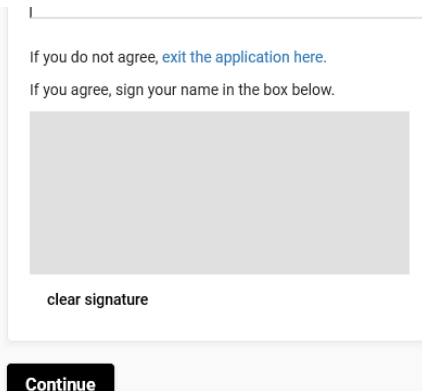 If you do not agree, exit the application here.
If you agree, sign your name in the box below.
clear signature
Continue